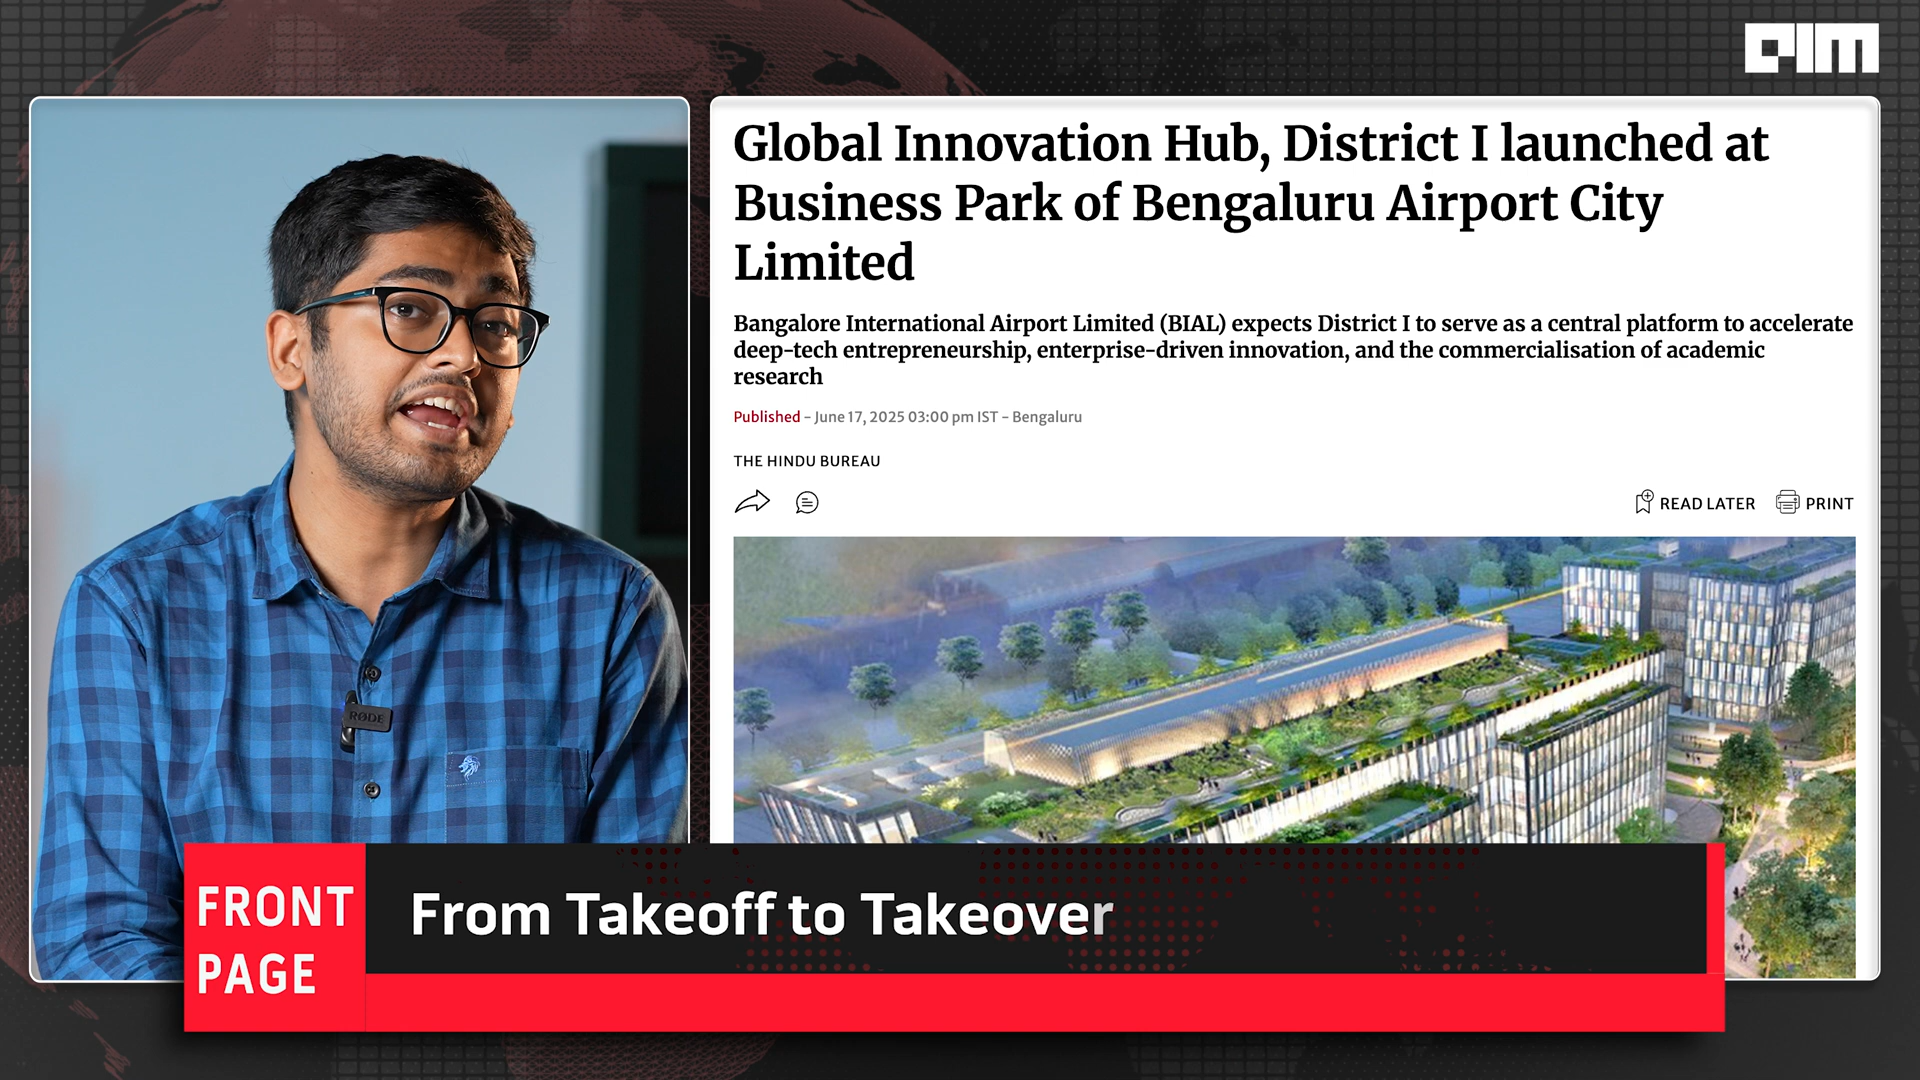 AIM
Global Innovation Hub, District I launched at
Business Park of Bengaluru Airport City
Limited
Bangalore International Airport Limited (BIAL) expects District I to serve as a central platform to accelerate
deep-tech entrepreneurship, enterprise-driven innovation, and the commercialisation of academic
research
Published - June 17, 2025 03:00 pm IST - Bengaluru
THE HINDU BUREAU
READ LATER PRINT
RØDE
FRONT
PAGE
From Takeoff to Takeover